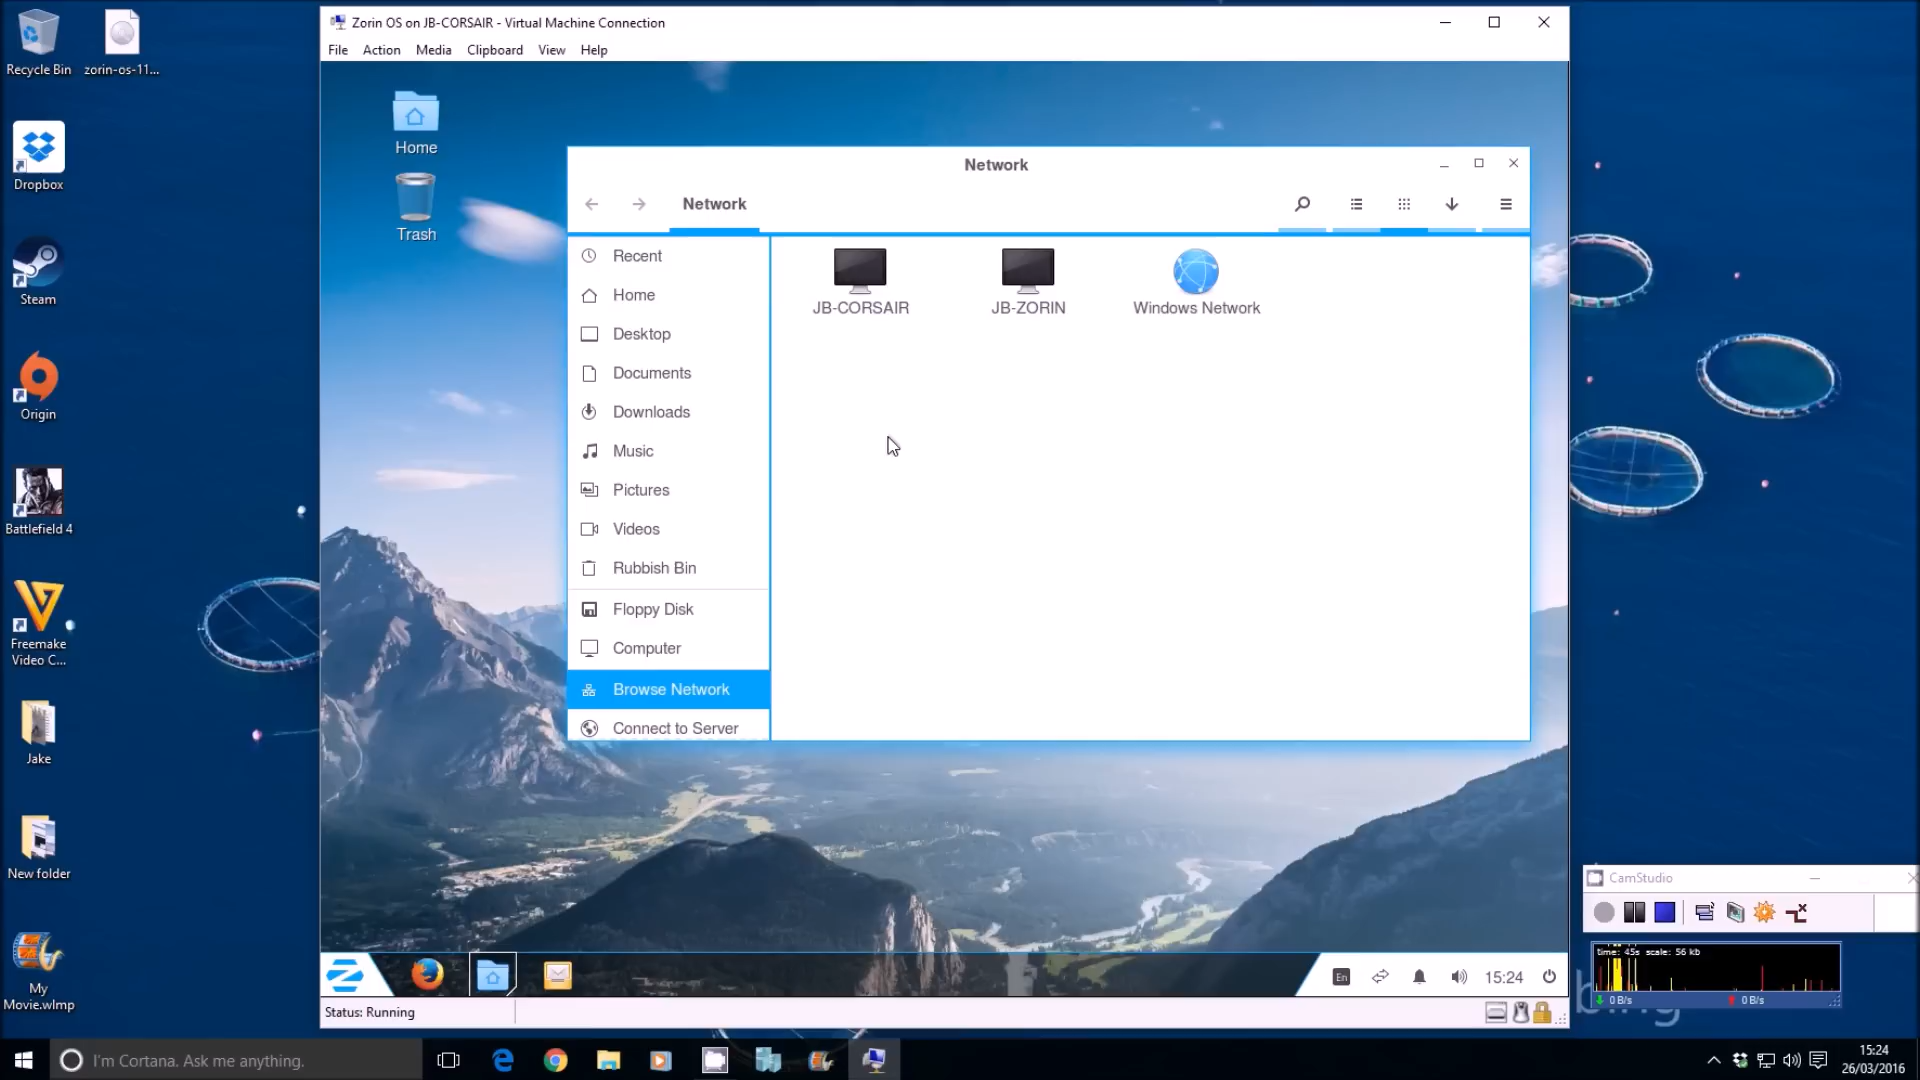 Recycle Bin
zorin-os-11...
Dropbox
Steam
Origin
Battlefield 4
Freemake
Video C...
Jake
New folder
My
Movie.wlmp
Zorin OS on JB-CORSAIR - Virtual Machine Connection
File Action Media Clipboard View Help
Home
Trash
Network
Network
Recent
Home
Desktop
Documents
Downloads
Music
Pictures
Videos
Rubbish Bin
Floppy Disk
Computer
Browse Network
Connect to Server
JB-CORSAIR
JB-ZORIN
Windows Network
En
15:24
Status: Running
CamStudio
time: 45s scale: 56 kb
0 B/s
0 B/s
bing
I'm Cortana. Ask me anything.
15:24
26/03/2016